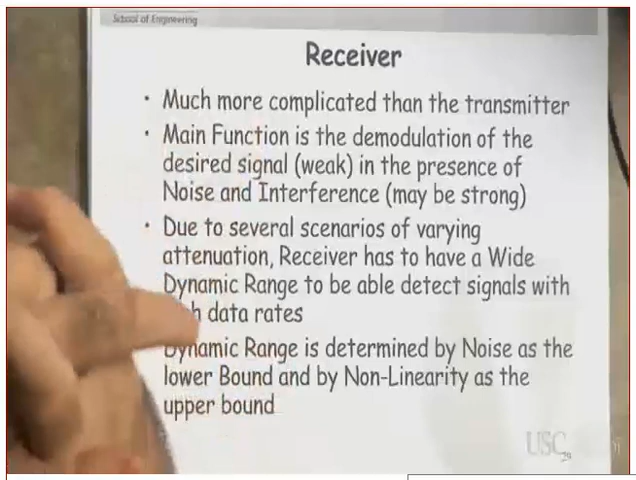 School of Engineering
Receiver
• Much more complicated than the transmitter
• Main Function is the demodulation of the
desired signal (weak) in the presence of
Noise and Interference (may be strong)
• Due to several scenarios of varying
attenuation, Receiver has to have a Wide
Dynamic Range to be able detect signals with
data rates
Dynamic Range is determined by Noise as the
lower Bound and by Non-Linearity as the
upper bound
USC
29